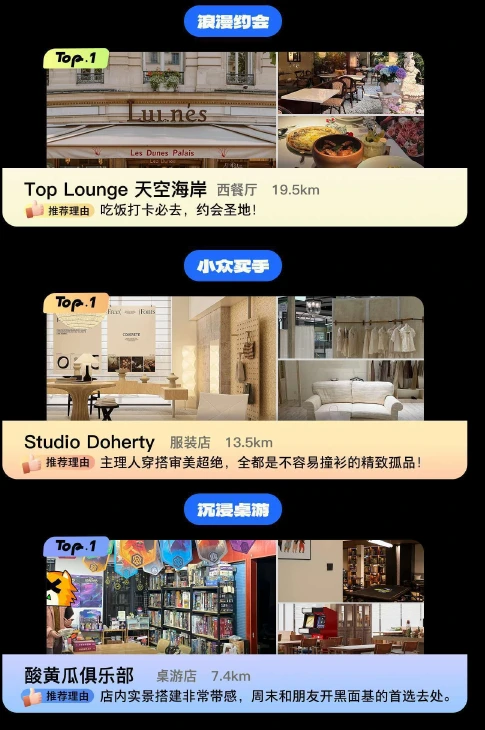 浪漫约会
Top.1
Lui.nés
Les Dunes Palais
Top Lounge 天空海岸 西餐厅 19.5km
推荐理由 吃饭打卡必去，约会圣地！
小众买手
Top.1
CONCRETE
Studio Doherty 服装店 13.5km
推荐理由 主理人穿搭审美超绝，全都是不容易撞衫的精致孤品！
沉浸桌游
Top.1
酸黄瓜俱乐部 桌游店 7.4km
推荐理由 店内实景搭建非常带感，周末和朋友开黑面基的首选去处。